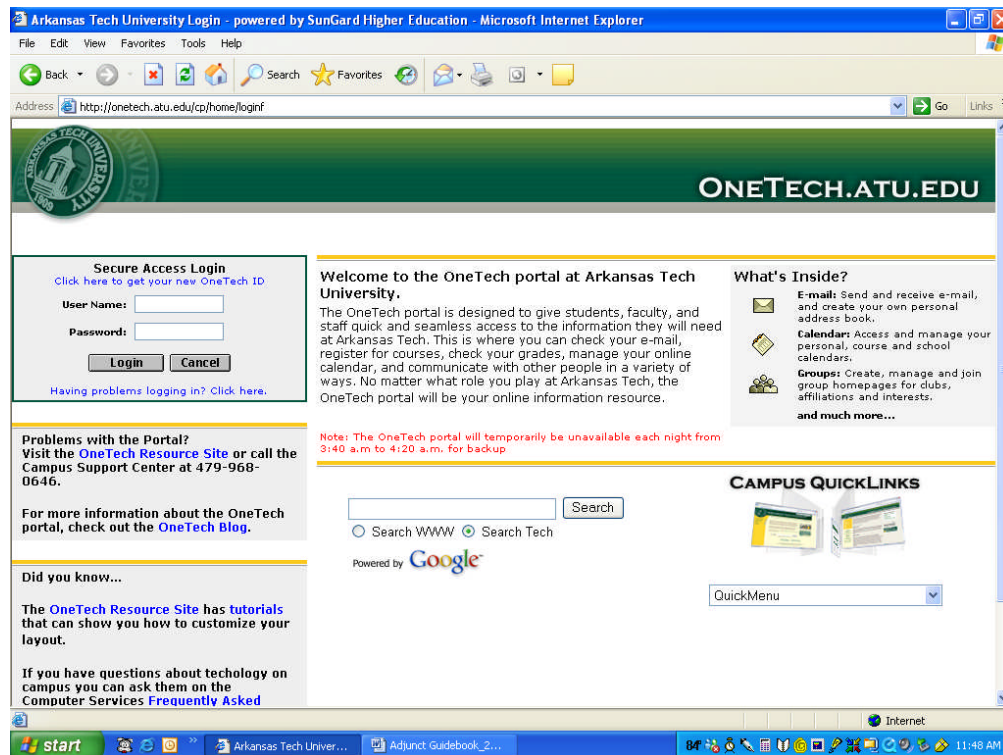 Arkansas Tech University Login - powered by SunGard Higher Education - Microsoft Internet Explorer
File Edit View Favorites Tools Help
Back Search Favorites
Address http://onetech.atu.edu/cp/home/loginf Go Links
ARKANSAS TECH UNIVERSITY
1909
ONETECH.ATU.EDU
Secure Access Login
Click here to get your new OneTech ID
User Name:
Password:
Login Cancel
Having problems logging in? Click here.
Problems with the Portal?
Visit the OneTech Resource Site or call the
Campus Support Center at 479-968-
0646.
For more information about the OneTech
portal, check out the OneTech Blog.
Did you know...
The OneTech Resource Site has tutorials
that can show you how to customize your
layout.
If you have questions about techology on
campus you can ask them on the
Computer Services Frequently Asked
Welcome to the OneTech portal at Arkansas Tech
University.
The OneTech portal is designed to give students, faculty, and
staff quick and seamless access to the information they will need
at Arkansas Tech. This is where you can check your e-mail,
register for courses, check your grades, manage your online
calendar, and communicate with other people in a variety of
ways. No matter what role you play at Arkansas Tech, the
OneTech portal will be your online information resource.
Note: The OneTech portal will temporarily be unavailable each night from
3:40 a.m to 4:20 a.m. for backup
Search
Search WWW Search Tech
Powered by Google
What's Inside?
E-mail: Send and receive e-mail,
and create your own personal
address book.
Calendar: Access and manage your
personal, course and school
calendars.
Groups: Create, manage and join
group homepages for clubs,
affiliations and interests.
and much more...
CAMPUS QUICKLINKS
QuickMenu
Internet
start Arkansas Tech Univer... Adjunct Guidebook_2... 84° 11:48 AM